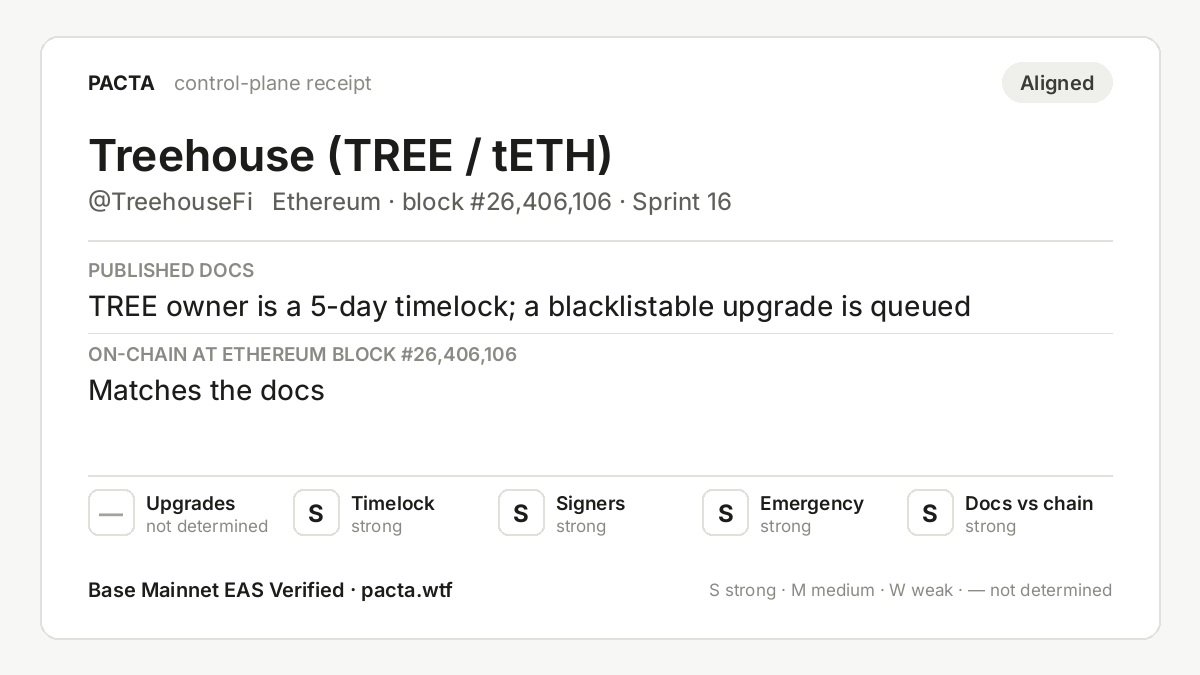 PACTA control-plane receipt Aligned
Treehouse (TREE / tETH)
@TreehouseFi Ethereum · block #26,406,106 · Sprint 16
PUBLISHED DOCS
TREE owner is a 5-day timelock; a blacklistable upgrade is queued
ON-CHAIN AT ETHEREUM BLOCK #26,406,106
Matches the docs
— Upgrades not determined
S Timelock strong
S Signers strong
S Emergency strong
S Docs vs chain strong
Base Mainnet EAS Verified · pacta.wtf
S strong · M medium · W weak · — not determined